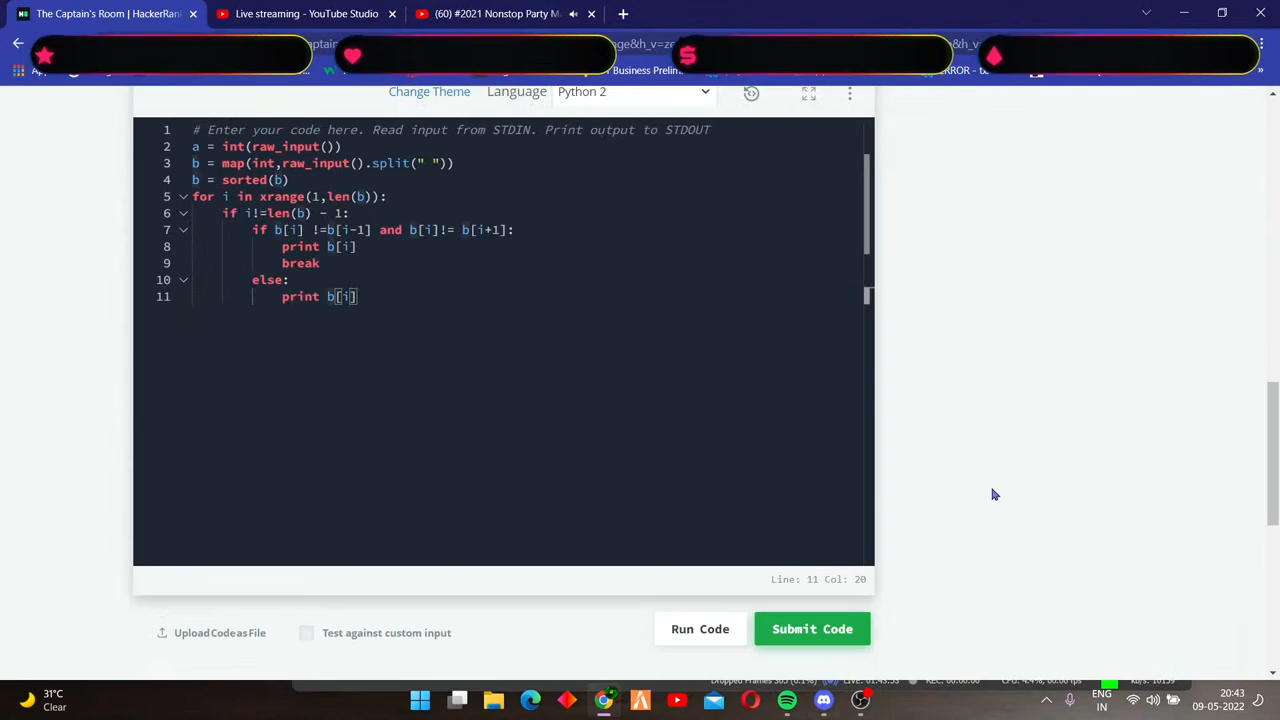 The Captain's Room | HackerRan
Live streaming - YouTube Studio
(60) #2021 Nonstop Party M
Business Prelim
ERROR
Change Theme
Language
Python 2
1 # Enter your code here. Read input from STDIN. Print output to STDOUT
2 a = int(raw_input())
3 b = map(int,raw_input().split(" "))
4 b = sorted(b)
5 for i in xrange(1,len(b)):
6 if i!=len(b) - 1:
7 if b[i] !=b[i-1] and b[i]!= b[i+1]:
8 print b[i]
9 break
10 else:
11 print b[i]
Line: 11 Col: 20
Upload Code as File
Test against custom input
Run Code
Submit Code
31°C
Clear
ENG
IN
20:43
09-05-2022